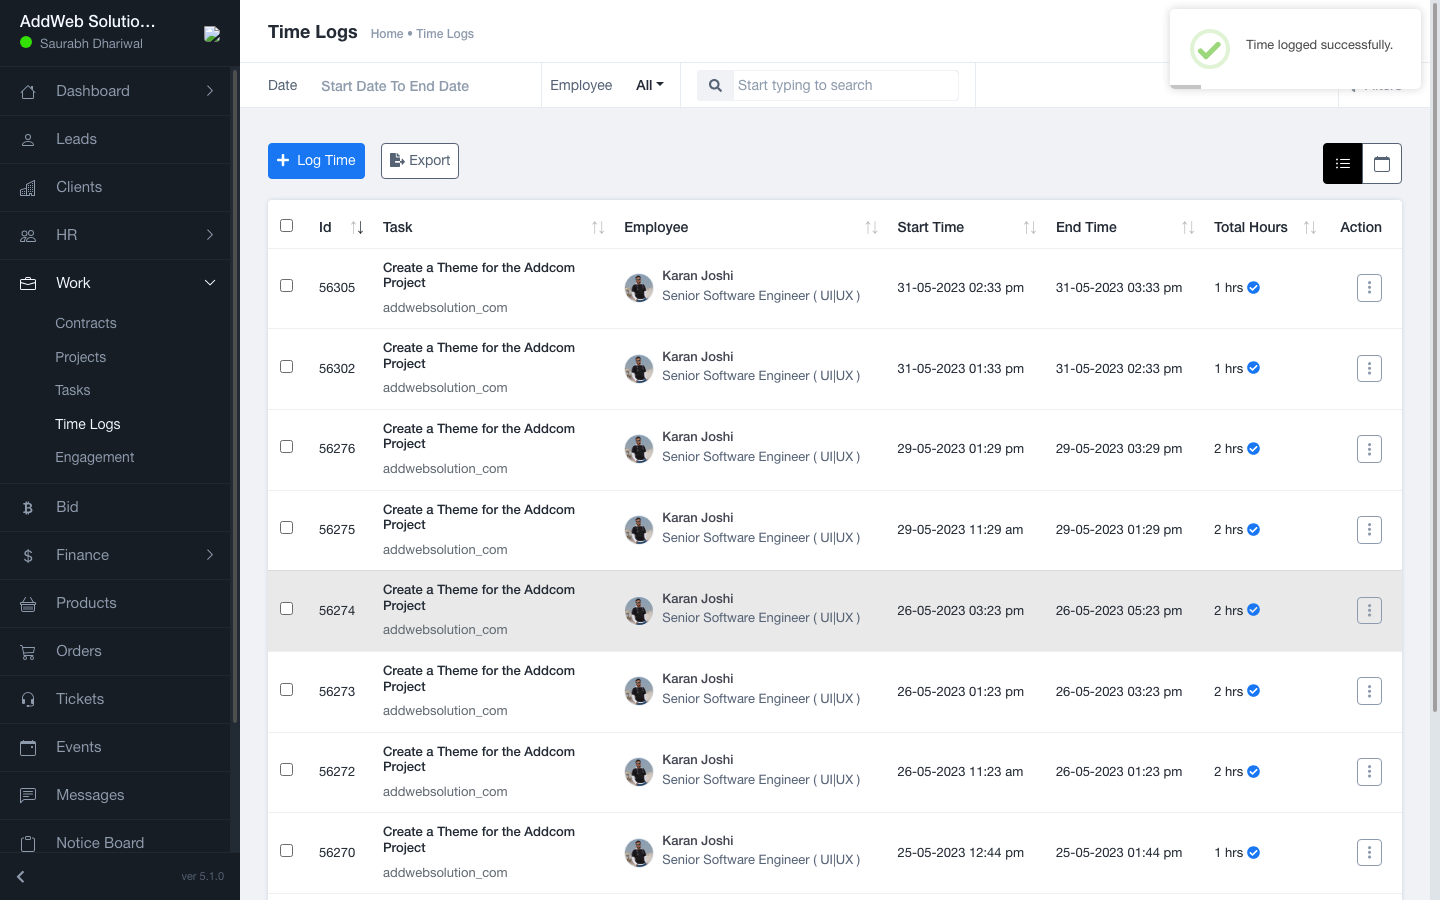 AddWeb Solutio...
Saurabh Dhariwal
Dashboard
Leads
Clients
HR
Work
Contracts
Projects
Tasks
Time Logs
Engagement
Bid
Finance
Products
Orders
Tickets
Events
Messages
Notice Board
ver 5.1.0
Time Logs Home • Time Logs
Time logged successfully.
Date Start Date To End Date Employee All Start typing to search Filters
Log Time Export
Id Task Employee Start Time End Time Total Hours Action
56305 Create a Theme for the Addcom Project addwebsolution_com Karan Joshi Senior Software Engineer ( UI|UX ) 31-05-2023 02:33 pm 31-05-2023 03:33 pm 1 hrs
56302 Create a Theme for the Addcom Project addwebsolution_com Karan Joshi Senior Software Engineer ( UI|UX ) 31-05-2023 01:33 pm 31-05-2023 02:33 pm 1 hrs
56276 Create a Theme for the Addcom Project addwebsolution_com Karan Joshi Senior Software Engineer ( UI|UX ) 29-05-2023 01:29 pm 29-05-2023 03:29 pm 2 hrs
56275 Create a Theme for the Addcom Project addwebsolution_com Karan Joshi Senior Software Engineer ( UI|UX ) 29-05-2023 11:29 am 29-05-2023 01:29 pm 2 hrs
56274 Create a Theme for the Addcom Project addwebsolution_com Karan Joshi Senior Software Engineer ( UI|UX ) 26-05-2023 03:23 pm 26-05-2023 05:23 pm 2 hrs
56273 Create a Theme for the Addcom Project addwebsolution_com Karan Joshi Senior Software Engineer ( UI|UX ) 26-05-2023 01:23 pm 26-05-2023 03:23 pm 2 hrs
56272 Create a Theme for the Addcom Project addwebsolution_com Karan Joshi Senior Software Engineer ( UI|UX ) 26-05-2023 11:23 am 26-05-2023 01:23 pm 2 hrs
56270 Create a Theme for the Addcom Project addwebsolution_com Karan Joshi Senior Software Engineer ( UI|UX ) 25-05-2023 12:44 pm 25-05-2023 01:44 pm 1 hrs